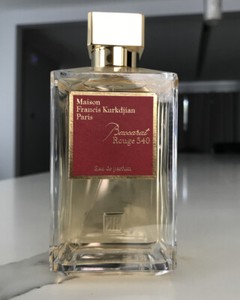 Maison
Francis Kurkdjian
Paris
Baccarat
Rouge 540
Eau de parfum